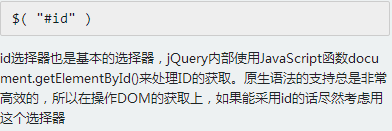 $( "#id" )
id选择器也是基本的选择器，jQuery内部使用JavaScript函数docu
ment.getElementById()来处理ID的获取。原生语法的支持总是非常
高效的，所以在操作DOM的获取上，如果能采用id的话尽然考虑用
这个选择器